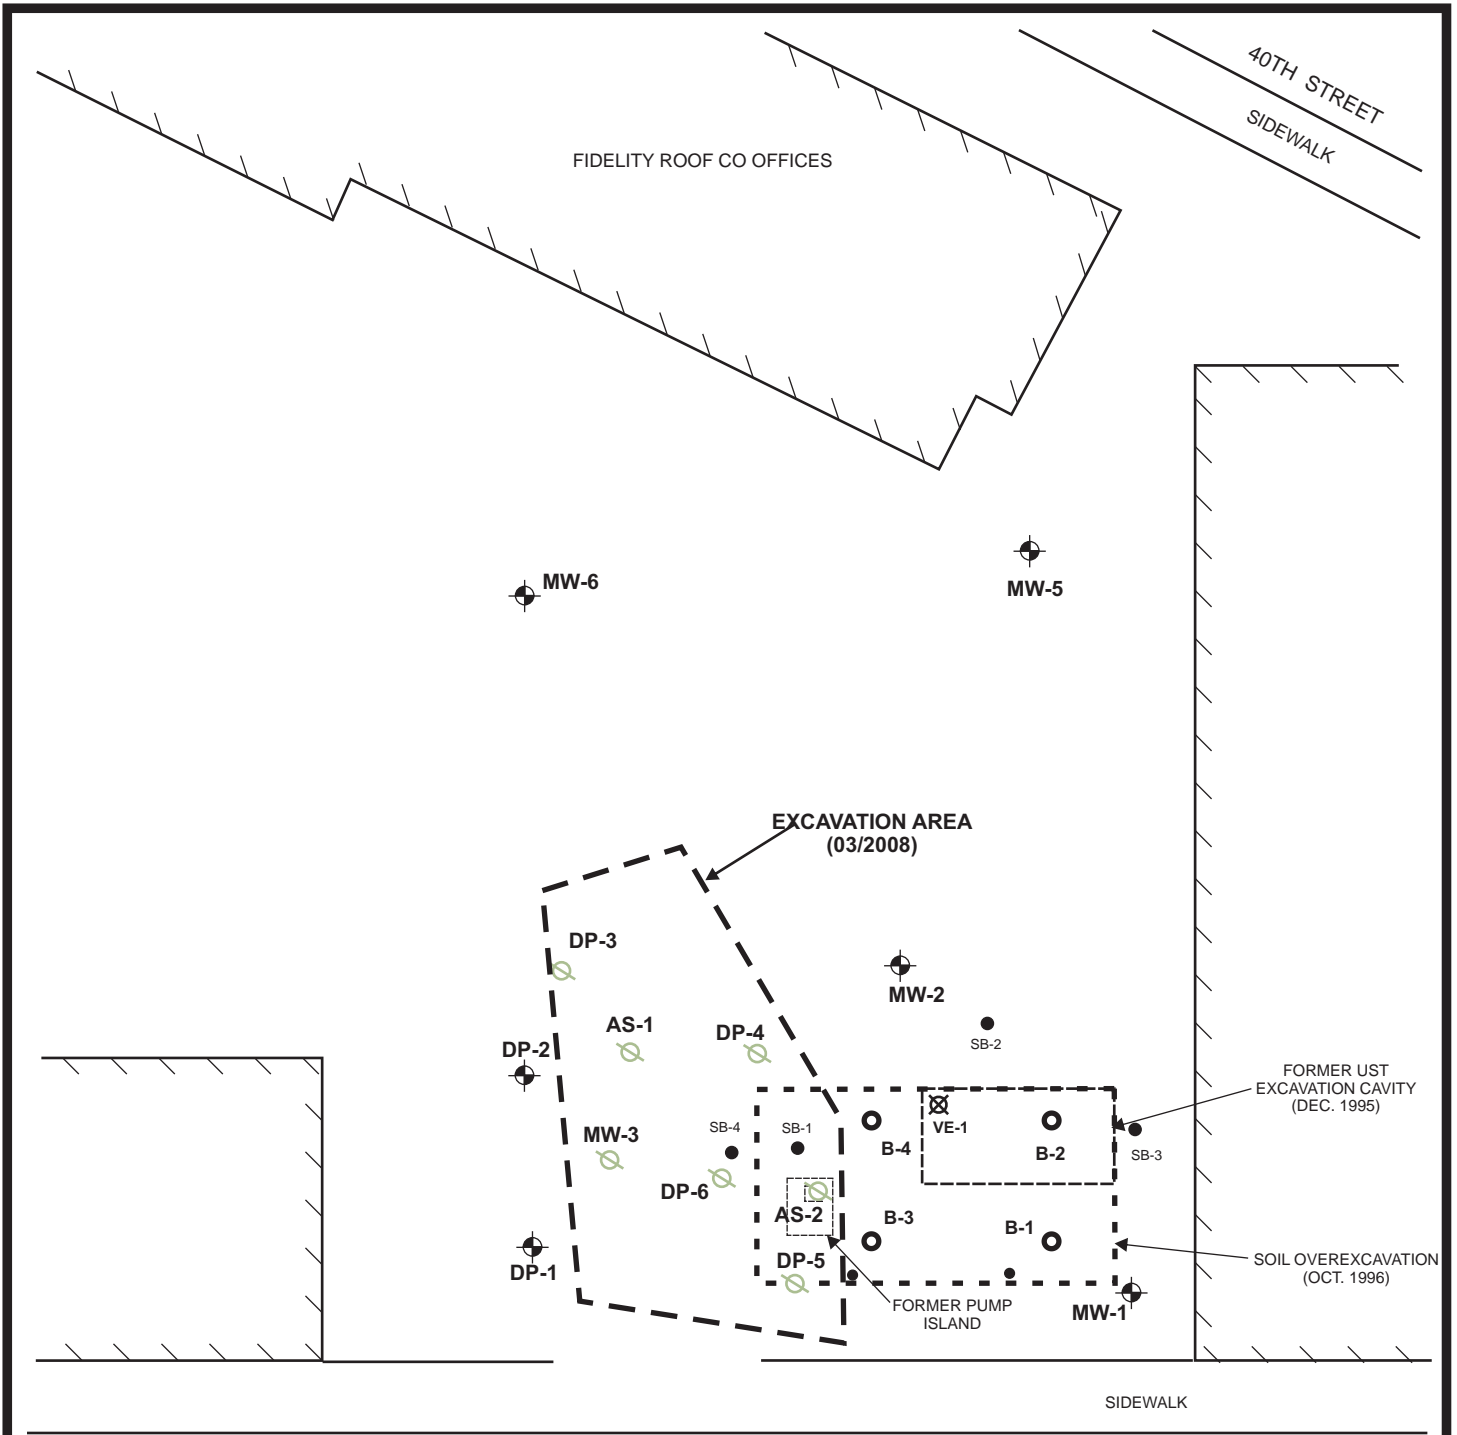 40TH STREET
SIDEWALK
FIDELITY ROOF CO OFFICES
MW-6
MW-5
EXCAVATION AREA
(03/2008)
DP-3
MW-2
AS-1
DP-4
SB-2
DP-2
FORMER UST
EXCAVATION CAVITY
(DEC. 1995)
SB-4
SB-1
VE-1
MW-3
B-4
B-2
SB-3
DP-6
AS-2
B-3
B-1
DP-5
SOIL OVEREXCAVATION
(OCT. 1996)
DP-1
FORMER PUMP
ISLAND
MW-1
SIDEWALK